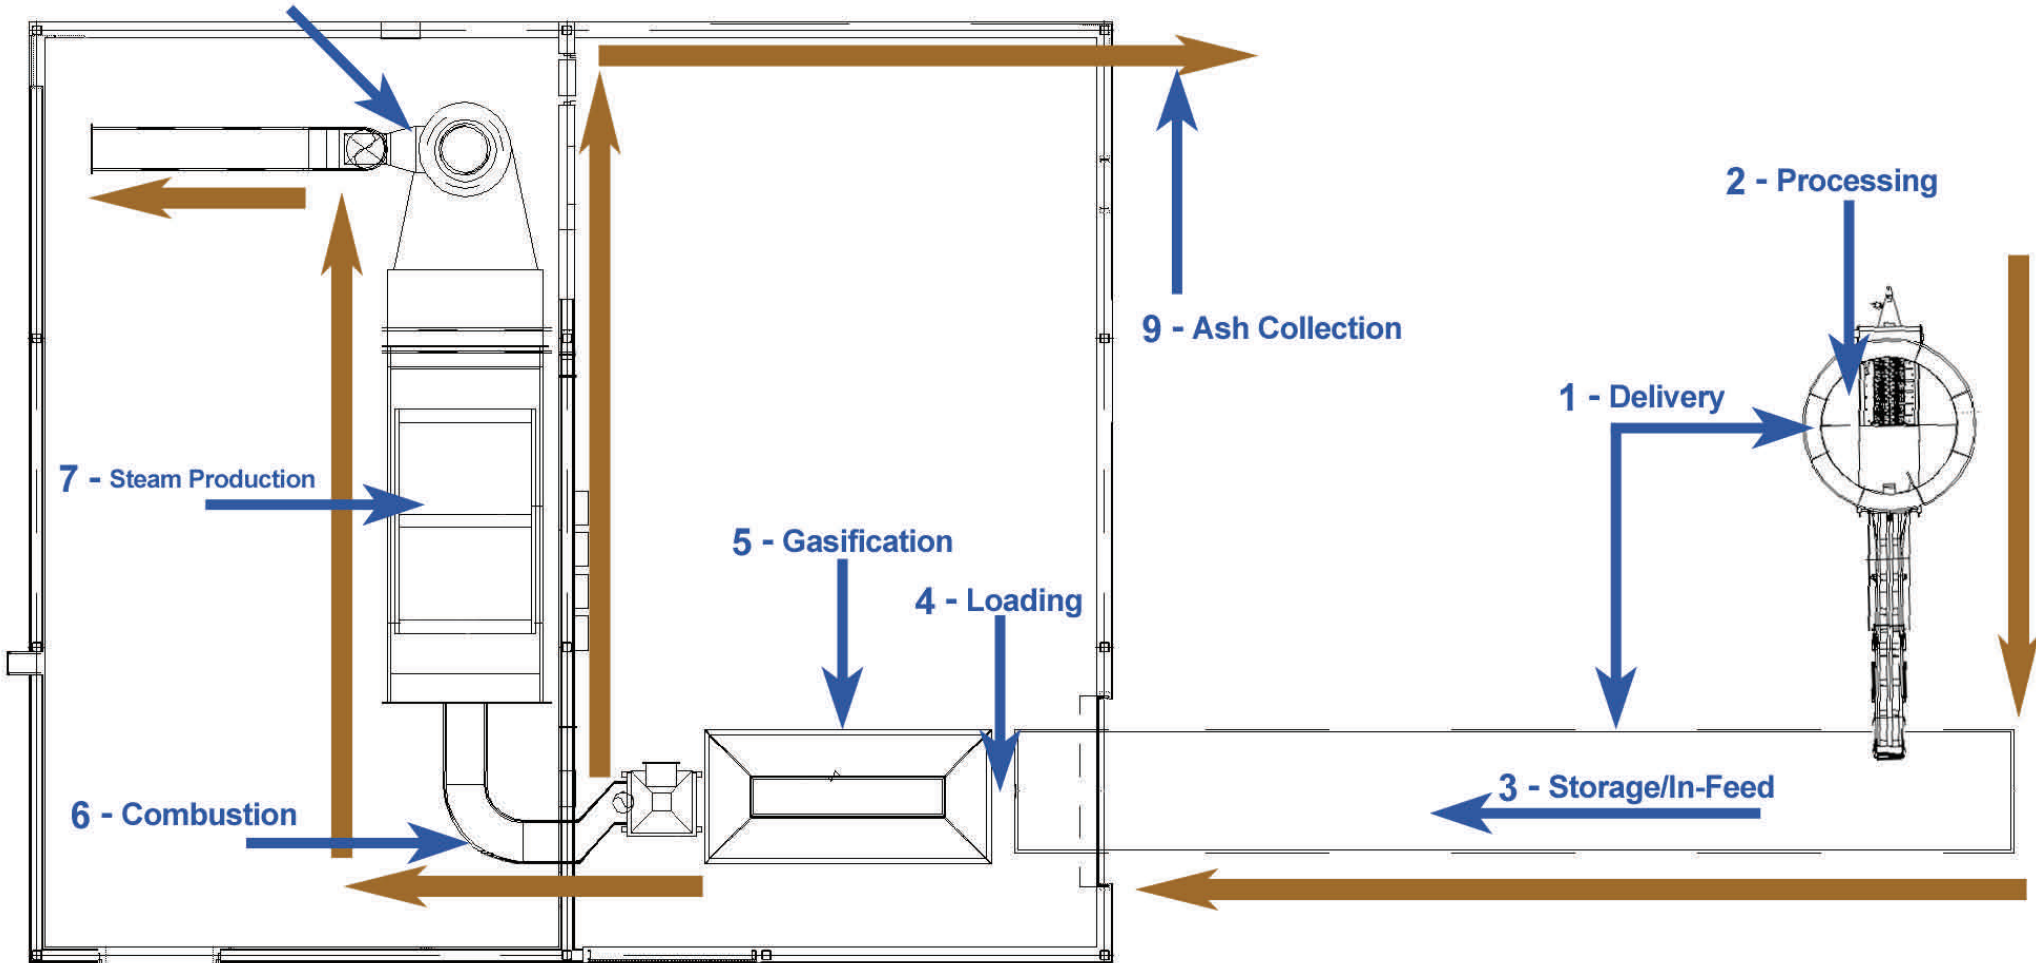 2 - Processing
9 - Ash Collection
1 - Delivery
7 - Steam Production
5 - Gasification
4 - Loading
3 - Storage/In-Feed
6 - Combustion